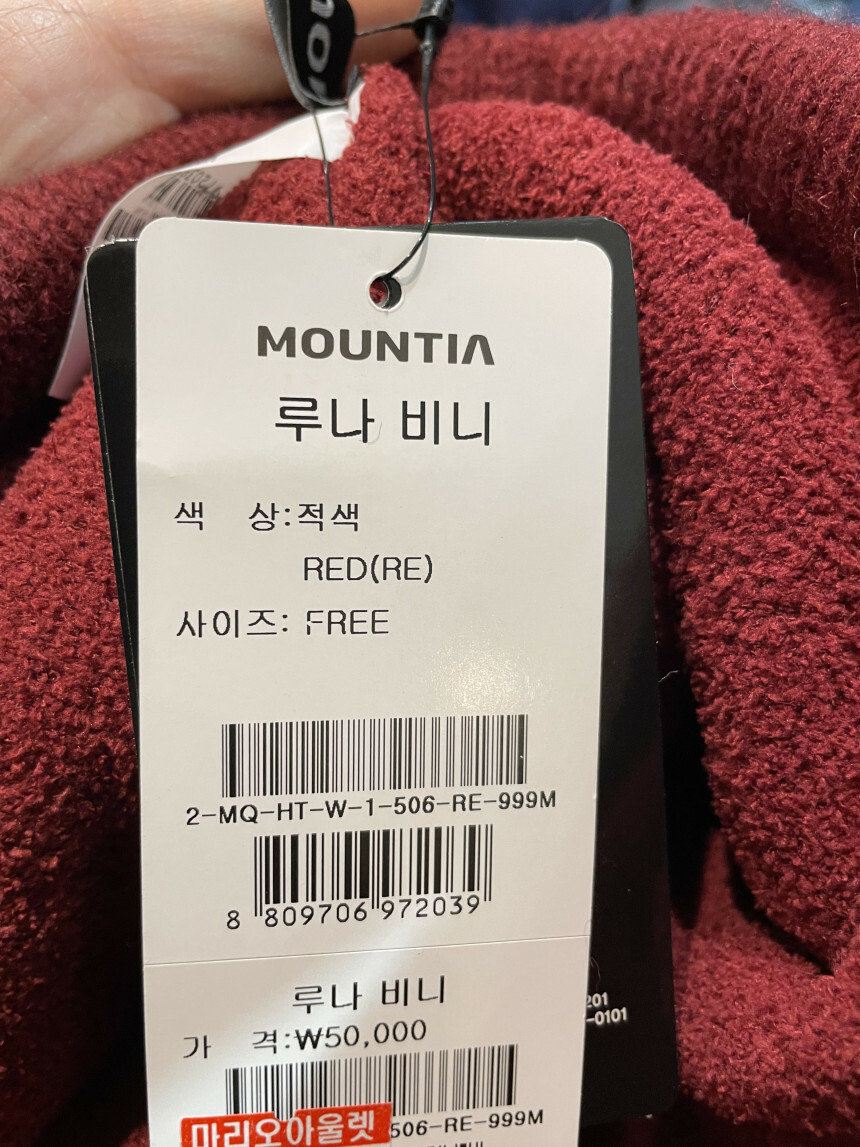 MOUNTIA
루나 비니
색 상:적색
RED(RE)
사이즈: FREE
2-MQ-HT-W-1-506-RE-999M
8 809706 972039
루나 비니
가 격:₩50,000
마리오아울렛 506-RE-999M
201
-0101